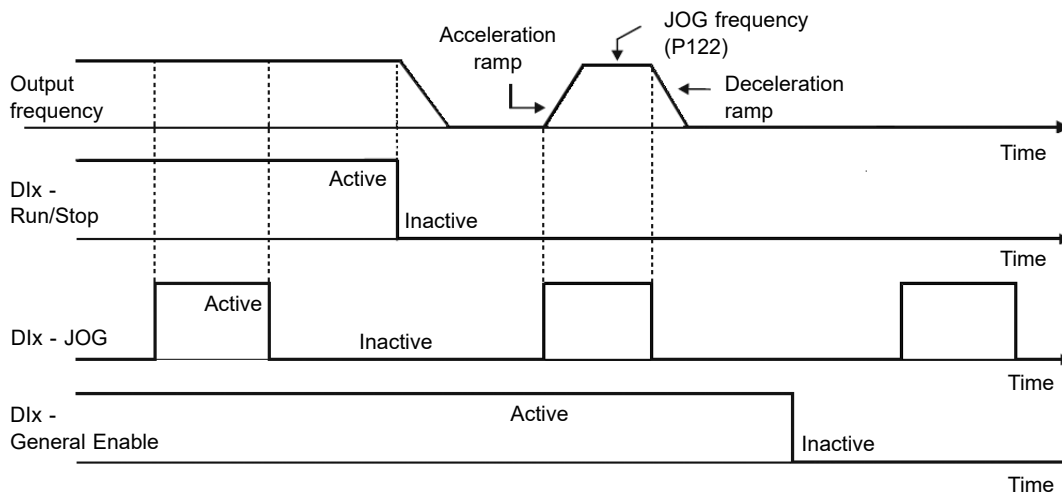 JOG frequency
(P122)
Acceleration
ramp
Output
frequency
Deceleration
ramp
Time
DIx -
Run/Stop
Active
Inactive
Time
DIx - JOG
Active
Inactive
Time
DIx -
General Enable
Active
Inactive
Time